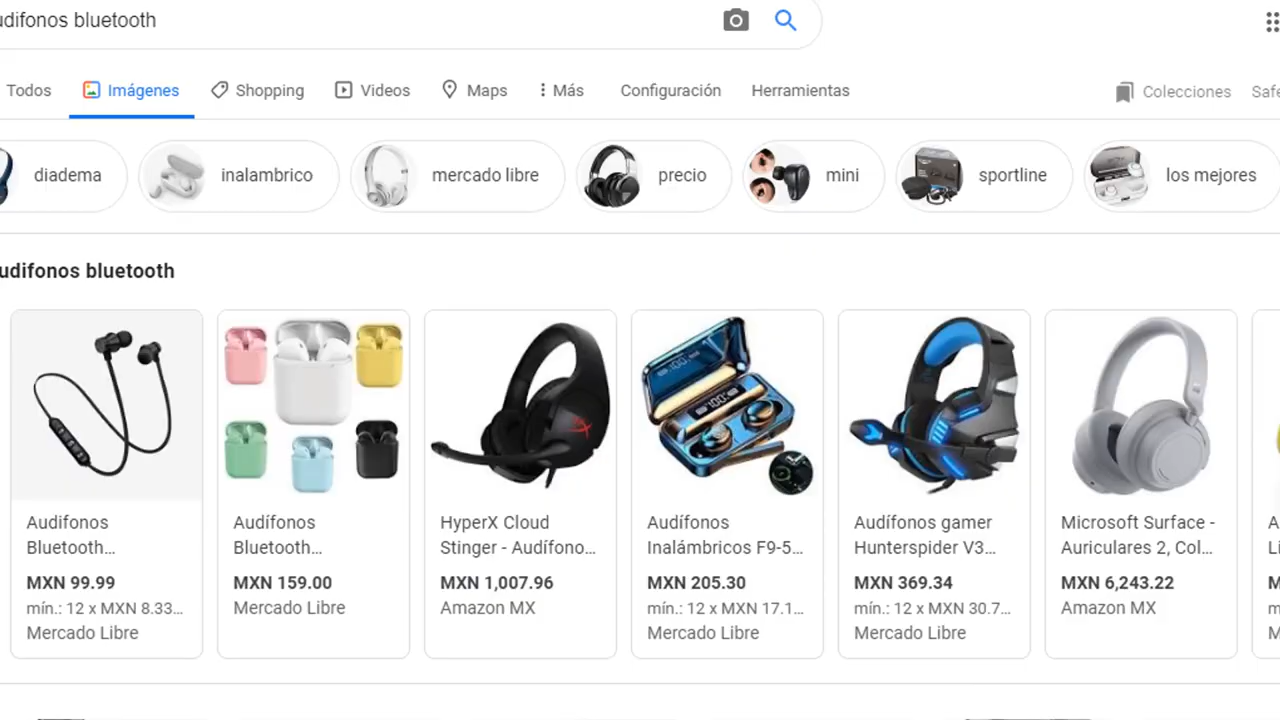 udifonos bluetooth
Todos Imágenes Shopping Videos Maps Más Configuración Herramientas Colecciones Safe
diadema inalambrico mercado libre precio mini sportline los mejores
udifonos bluetooth
Audifonos
Bluetooth...
MXN 99.99
mín.: 12 x MXN 8.33...
Mercado Libre
Audífonos
Bluetooth...
MXN 159.00
Mercado Libre
HyperX Cloud
Stinger - Audífono...
MXN 1,007.96
Amazon MX
Audífonos
Inalámbricos F9-5...
MXN 205.30
mín.: 12 x MXN 17.1...
Mercado Libre
Audífonos gamer
Hunterspider V3...
MXN 369.34
mín.: 12 x MXN 30.7...
Mercado Libre
Microsoft Surface -
Auriculares 2, Col...
MXN 6,243.22
Amazon MX